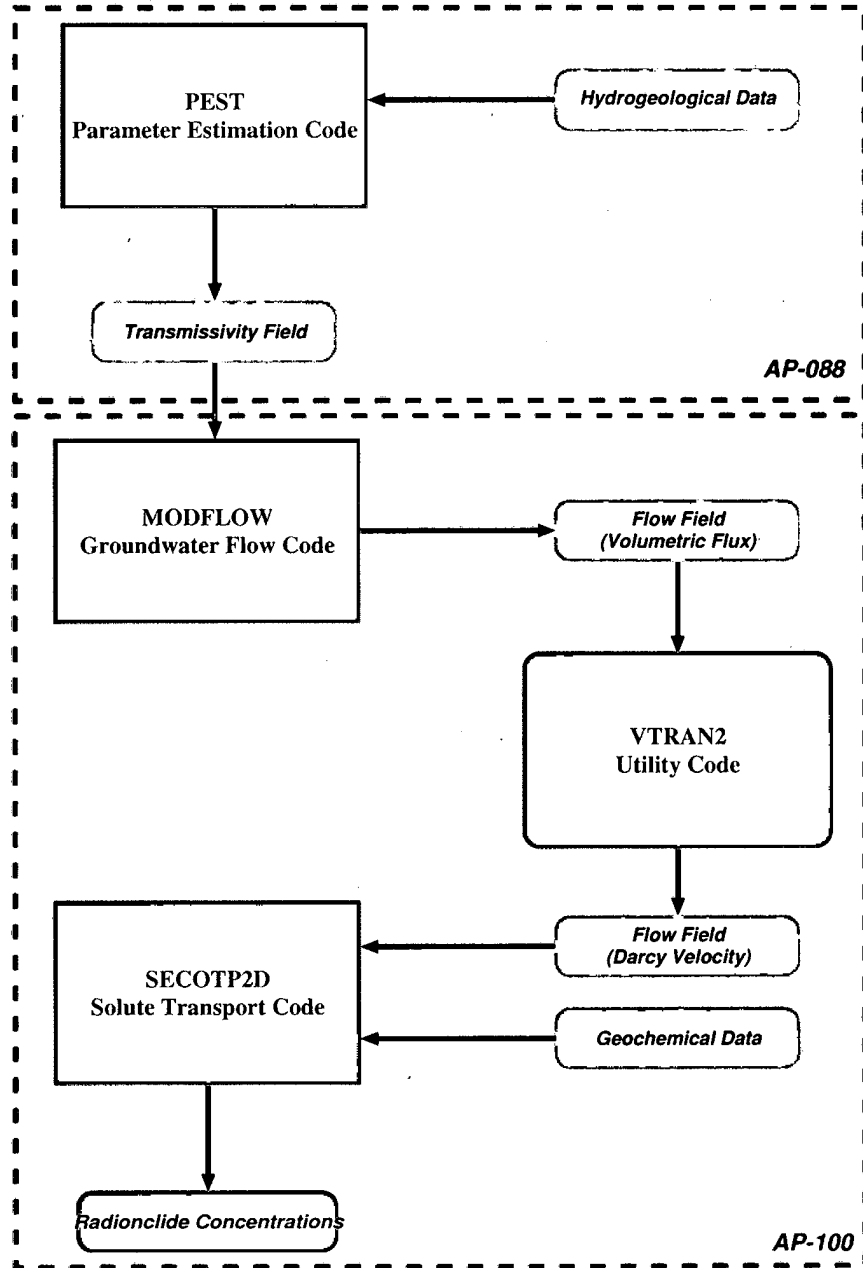 PEST
Parameter Estimation Code
Hydrogeological Data
Transmissivity Field
AP-088
MODFLOW
Groundwater Flow Code
Flow Field
(Volumetric Flux)
VTRAN2
Utility Code
Flow Field
(Darcy Velocity)
SECOTP2D
Solute Transport Code
Geochemical Data
Radionclide Concentrations
AP-100